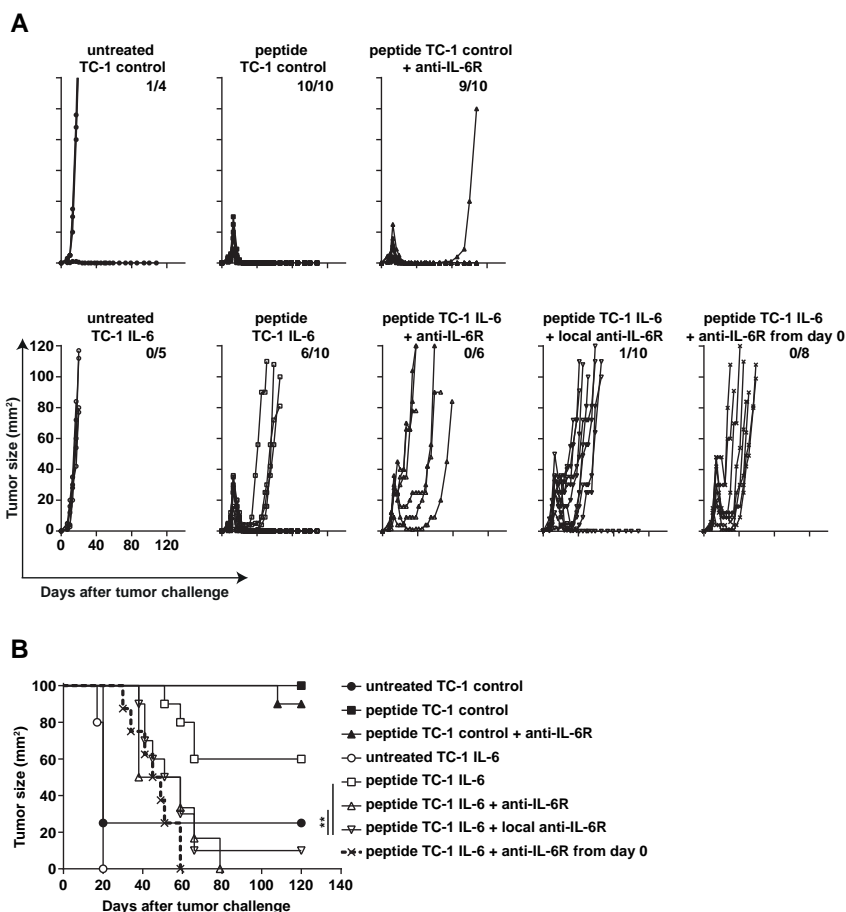 A
untreated
TC-1 control
1/4
peptide
TC-1 control
10/10
peptide TC-1 control
+ anti-IL-6R
9/10
untreated
TC-1 IL-6
0/5
peptide
TC-1 IL-6
6/10
peptide TC-1 IL-6
+ anti-IL-6R
0/6
peptide TC-1 IL-6
+ local anti-IL-6R
1/10
peptide TC-1 IL-6
+ anti-IL-6R from day 0
0/8
120
100
80
60
40
20
0
Tumor size (mm²)
0 40 80 120
Days after tumor challenge
B
100
80
60
40
20
0
Tumor size (mm²)
0 20 40 60 80 100 120 140
Days after tumor challenge
untreated TC-1 control
peptide TC-1 control
peptide TC-1 control + anti-IL-6R
untreated TC-1 IL-6
peptide TC-1 IL-6
peptide TC-1 IL-6 + anti-IL-6R
peptide TC-1 IL-6 + local anti-IL-6R
peptide TC-1 IL-6 + anti-IL-6R from day 0
**